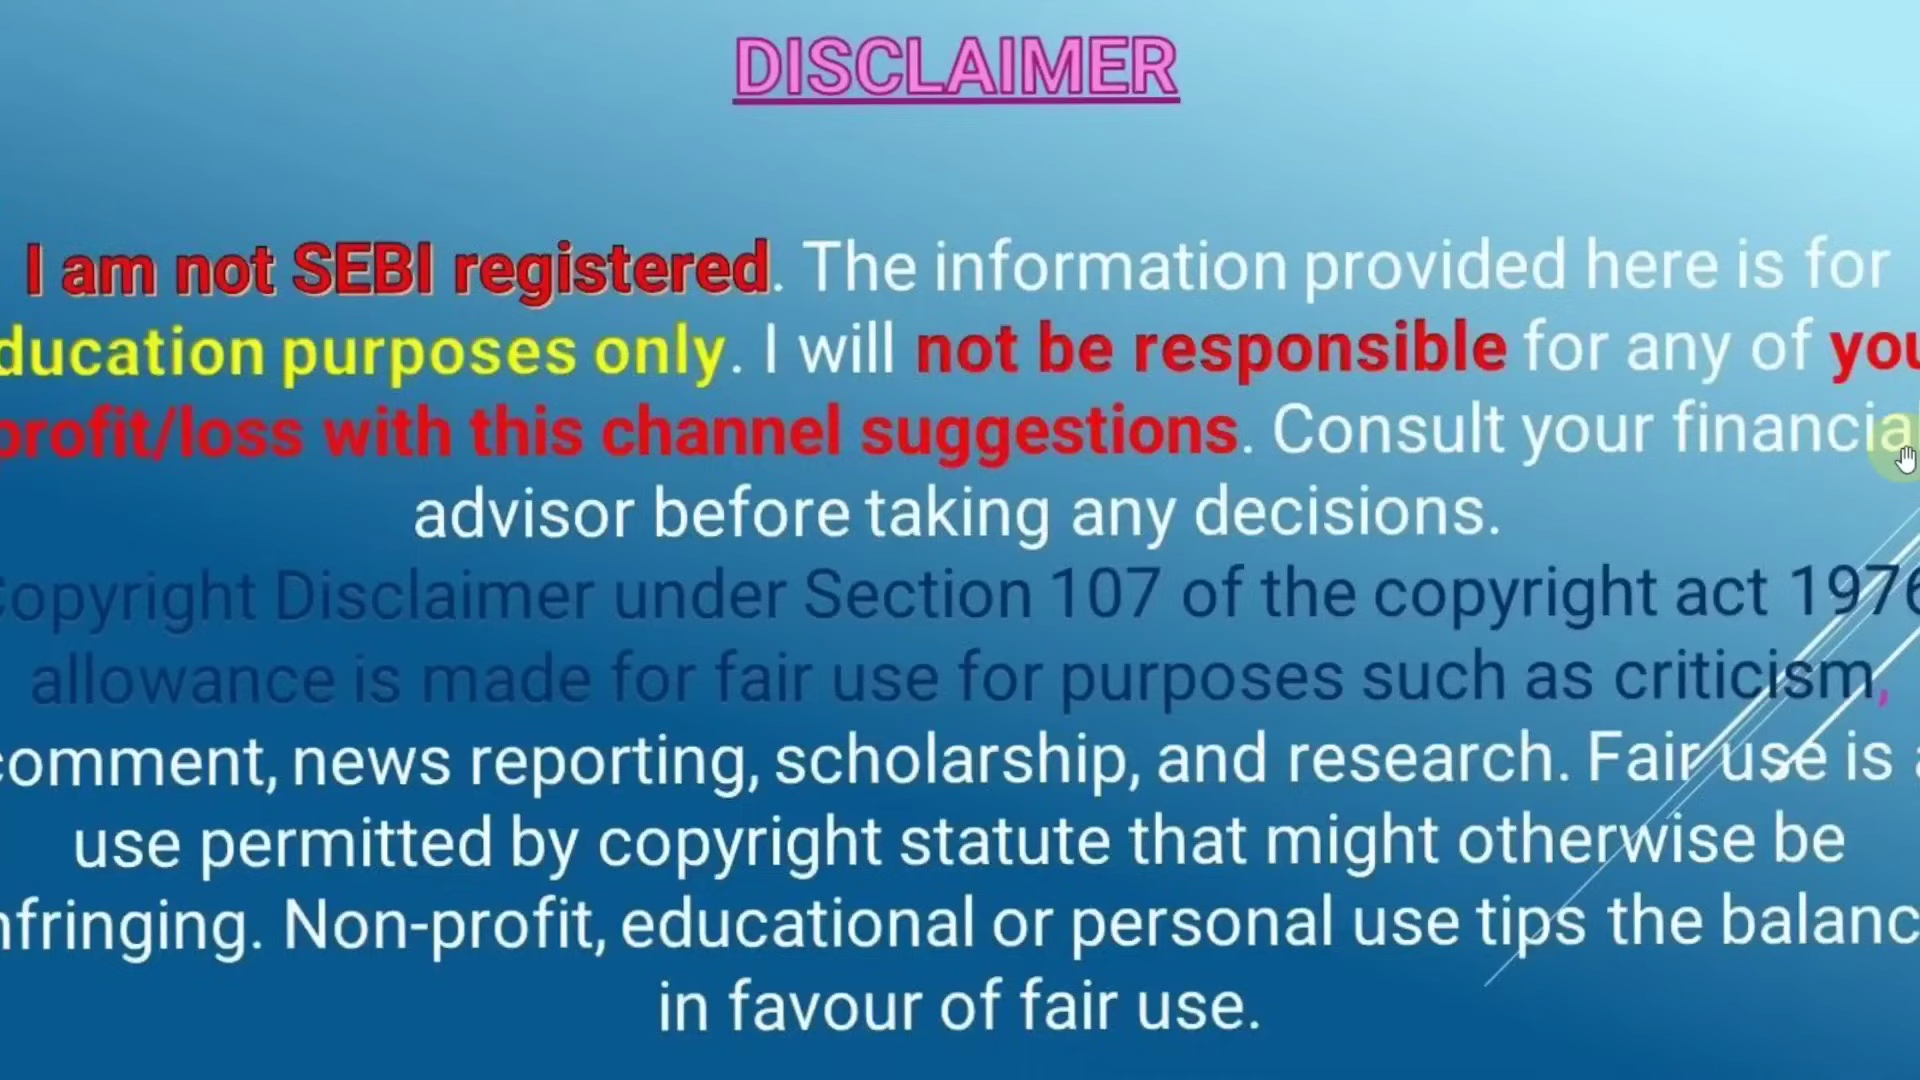 DISCLAIMER
I am not SEBI registered. The information provided here is for
ducation purposes only. I will not be responsible for any of you
profit/loss with this channel suggestions. Consult your financia
advisor before taking any decisions.
Copyright Disclaimer under Section 107 of the copyright act 1976
allowance is made for fair use for purposes such as criticism,
comment, news reporting, scholarship, and research. Fair use is a
use permitted by copyright statute that might otherwise be
nfringing. Non-profit, educational or personal use tips the balanc
in favour of fair use.